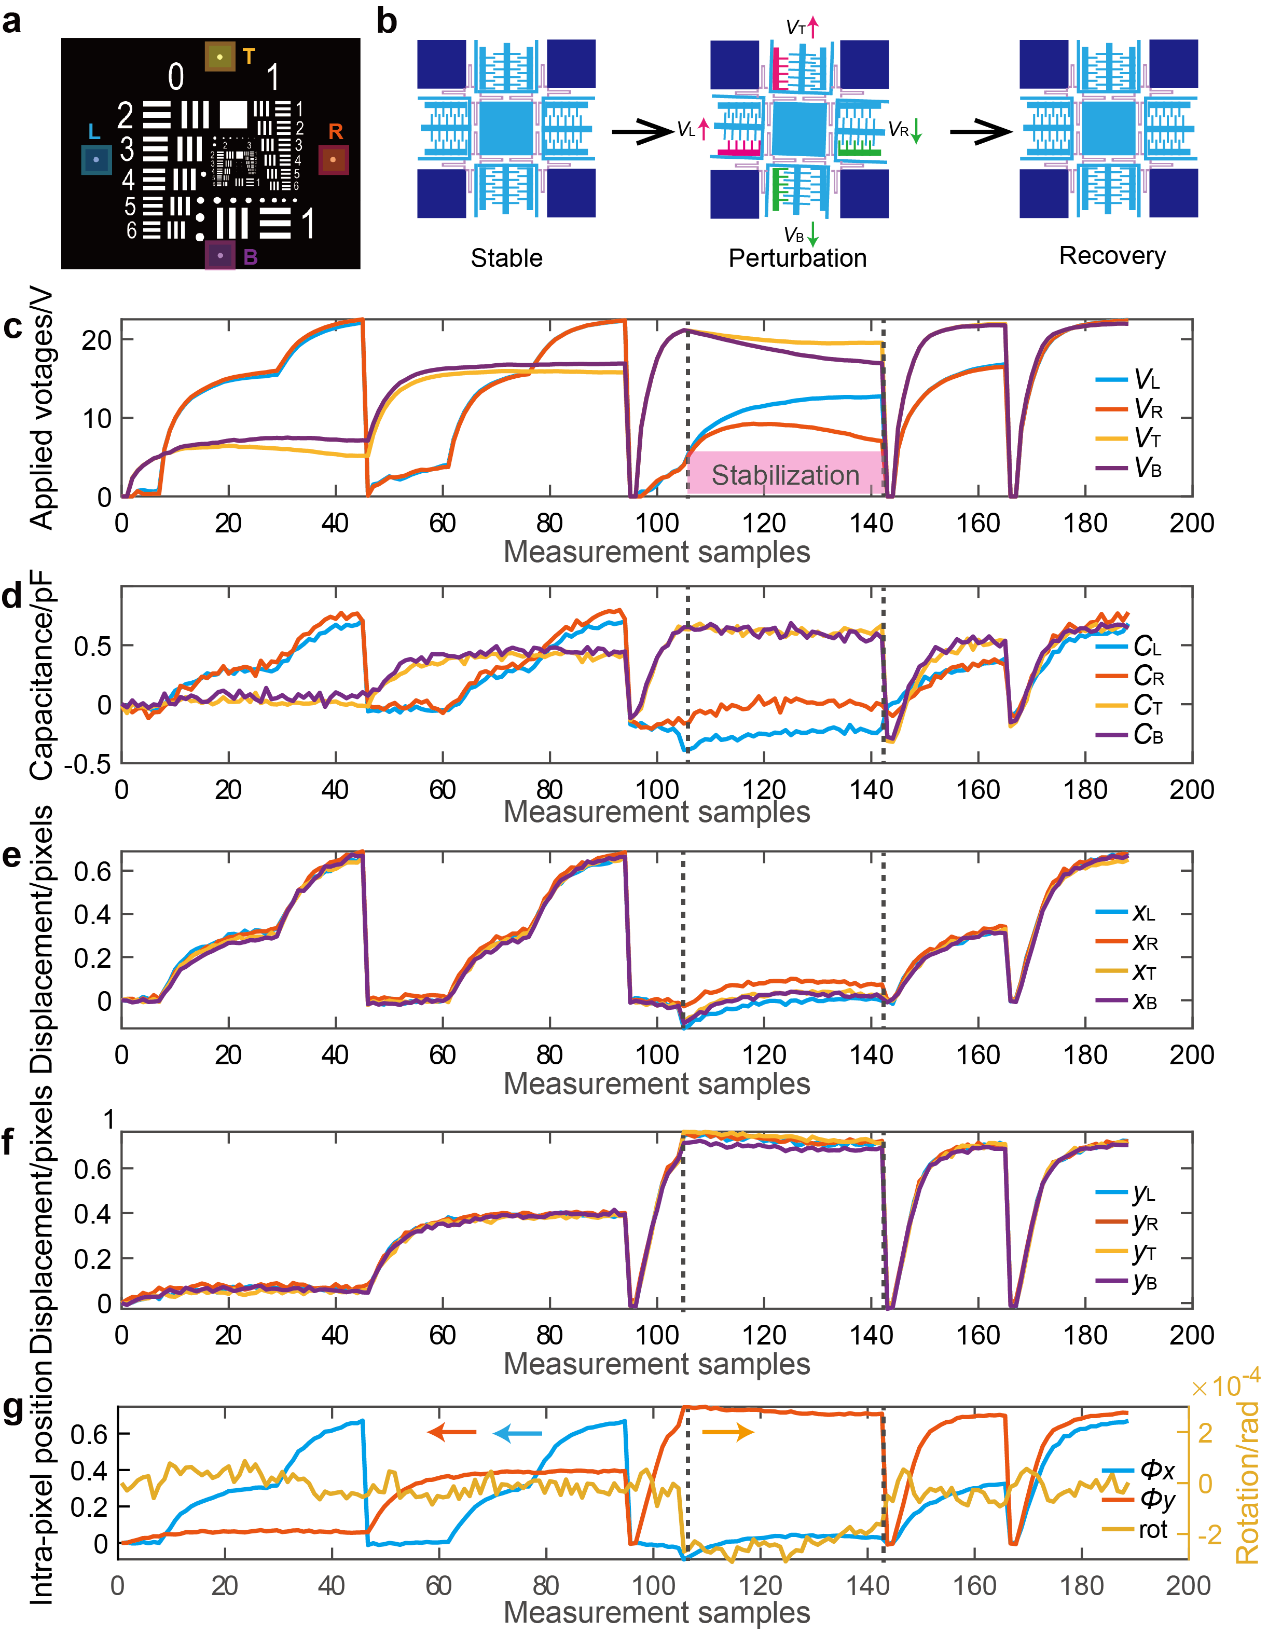 a
T
0 1
2 1
2
3 3
4 4
5 5
6 6
1
L
R
B
b
VT
VL
VR
VB
Stable
Perturbation
Recovery
c
Applied votages/V
20
10
0
0 20 40 60 80 100 120 140 160 180 200
Measurement samples
Stabilization
VL
VR
VT
VB
d
Capacitance/pF
0.5
0
-0.5
0 20 40 60 80 100 120 140 160 180 200
Measurement samples
CL
CR
CT
CB
e
Displacement/pixels
0.6
0.4
0.2
0
0 20 40 60 80 100 120 140 160 180 200
Measurement samples
xL
xR
xT
xB
f
Displacement/pixels
1
0.6
0.4
0.2
0
0 20 40 60 80 100 120 140 160 180 200
Measurement samples
yL
yR
yT
yB
g
Intra-pixel position
0.6
0.4
0.2
0
0 20 40 60 80 100 120 140 160 180 200
Measurement samples
×10-4
2
0
-2
Rotation/rad
Φx
Φy
rot